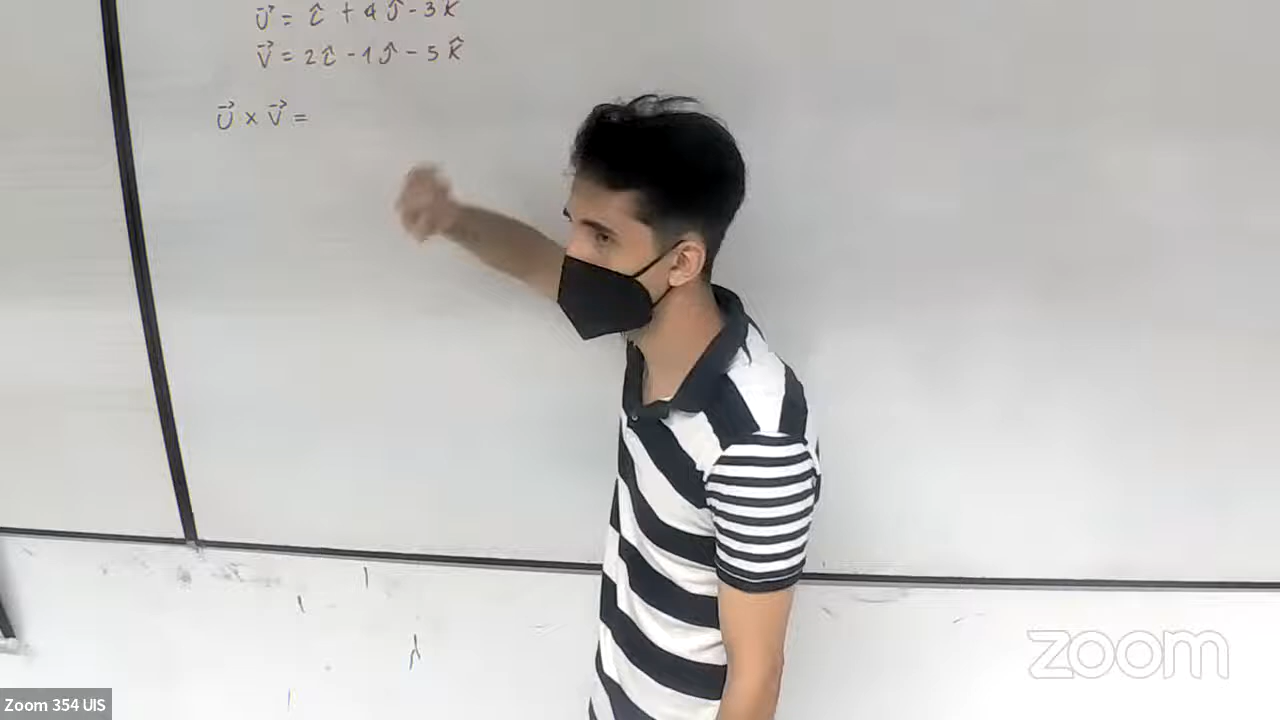 U⃗ = î + 4ĵ - 3k̂
V⃗ = 2î - 1ĵ - 5k̂
U⃗ × V⃗ =
zoom
Zoom 354 UIS